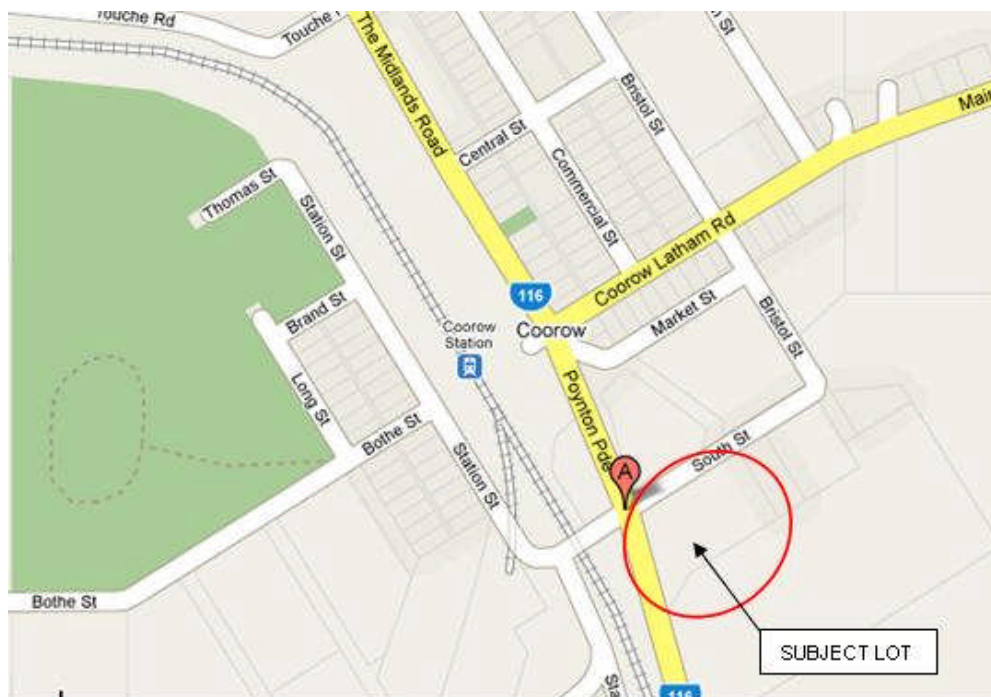 Touche Rd
Touche
The Midlands Road
Bristol St
Main
Central St
Commercial St
Thomas St
Station St
Coorow Latham Rd
116
Brand St
Market St
Bristol St
Coorow
Station
Coorow
Long St
Poynton Pde
Bothe St
South St
A
Station St
Bothe St
SUBJECT LOT
116